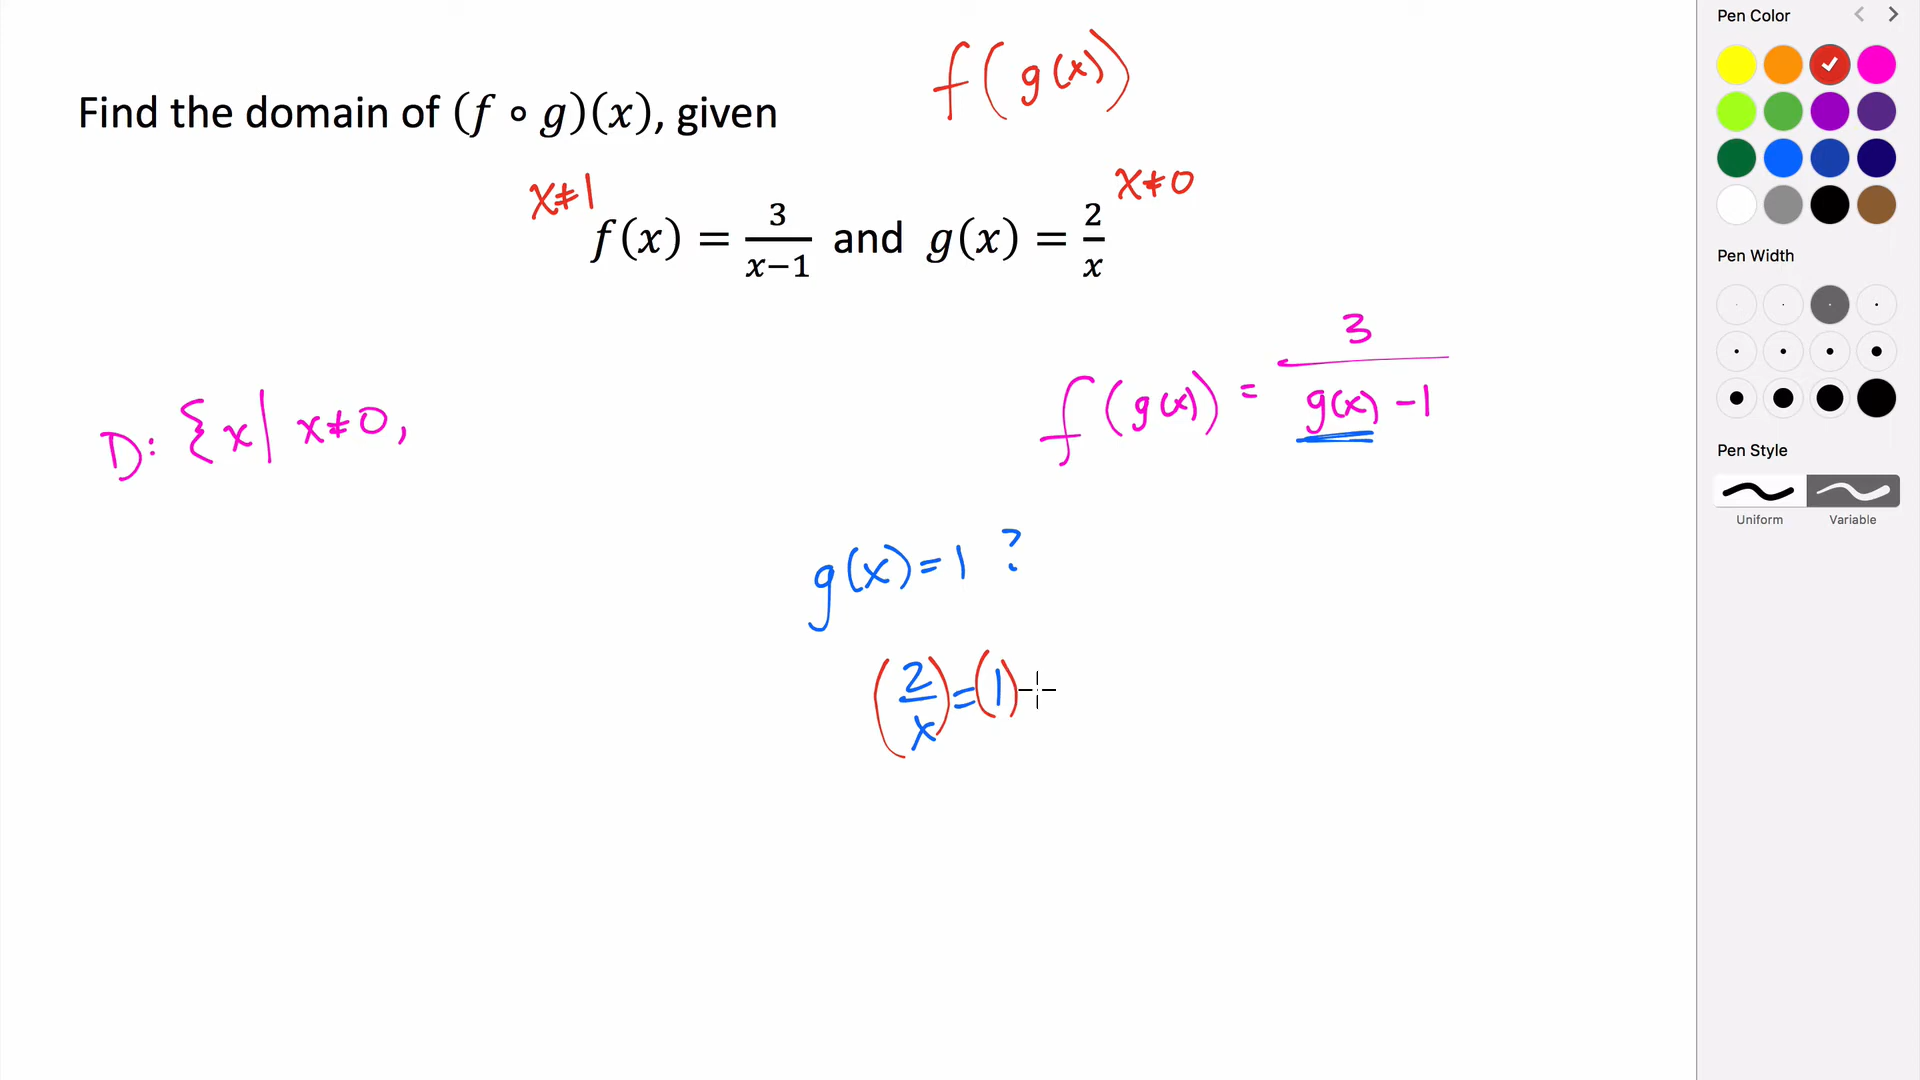 f(g(x))
Find the domain of (f ∘ g)(x), given
x≠1
x≠0
f(x) = 3/(x−1) and g(x) = 2/x
D: {x| x≠0,
f(g(x)) = 3/(g(x) -1)
g(x) = 1 ?
(2/x) = (1)
Pen Color
Pen Width
Pen Style
Uniform Variable